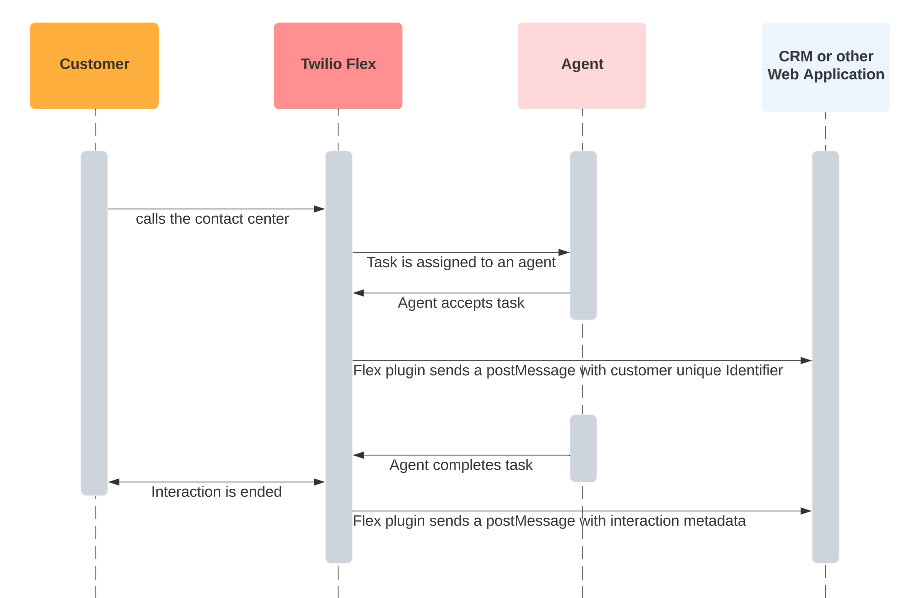 Customer
Twilio Flex
Agent
CRM or other
Web Application
calls the contact center
Task is assigned to an agent
Agent accepts task
Flex plugin sends a postMessage with customer unique Identifier
Agent completes task
Interaction is ended
Flex plugin sends a postMessage with interaction metadata